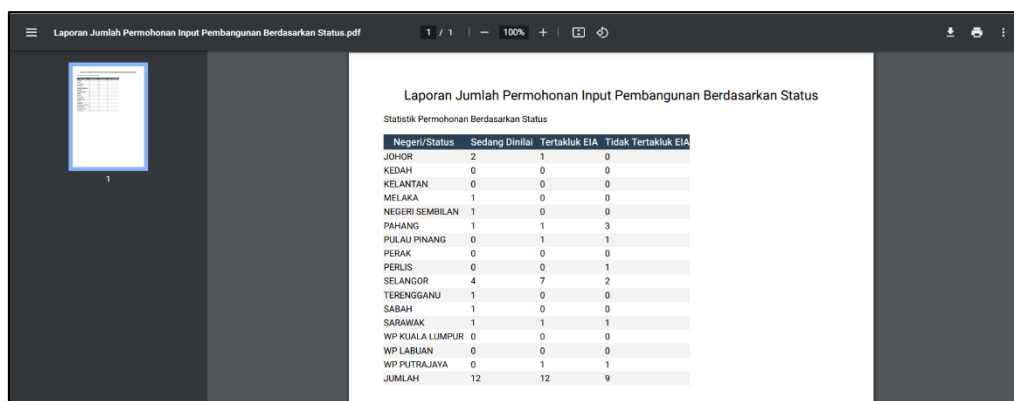 Laporan Jumlah Permohonan Input Pembangunan Berdasarkan Status.pdf 1 / 1 100%
1
Laporan Jumlah Permohonan Input Pembangunan Berdasarkan Status
Statistik Permohonan Berdasarkan Status
Negeri/Status Sedang Dinilai Tertakluk EIA Tidak Tertakluk EIA
JOHOR 2 1 0
KEDAH 0 0 0
KELANTAN 0 0 0
MELAKA 1 0 0
NEGERI SEMBILAN 1 0 0
PAHANG 1 1 3
PULAU PINANG 0 1 1
PERAK 0 0 0
PERLIS 0 0 1
SELANGOR 4 7 2
TERENGGANU 1 0 0
SABAH 1 0 0
SARAWAK 1 1 1
WP KUALA LUMPUR 0 0 0
WP LABUAN 0 0 0
WP PUTRAJAYA 0 1 1
JUMLAH 12 12 9